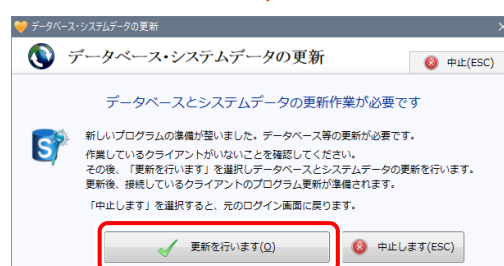 データベース・システムデータの更新
データベース・システムデータの更新
中止(ESC)
データベースとシステムデータの更新作業が必要です
新しいプログラムの準備が整いました。データベース等の更新が必要です。
作業しているクライアントがいないことを確認してください。
その後、「更新を行います」を選択しデータベースとシステムデータの更新を行います。
更新後、接続しているクライアントのプログラム更新が準備されます。
「中止します」を選択すると、元のログイン画面に戻ります。
更新を行います(O)
中止します(ESC)